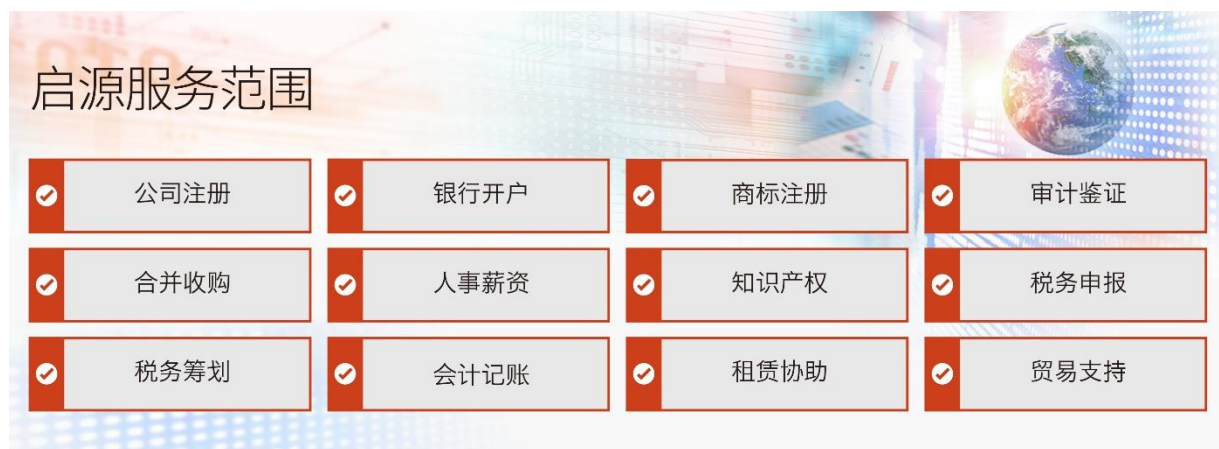 启源服务范围
公司注册
银行开户
商标注册
审计鉴证
合并收购
人事薪资
知识产权
税务申报
税务筹划
会计记账
租赁协助
贸易支持